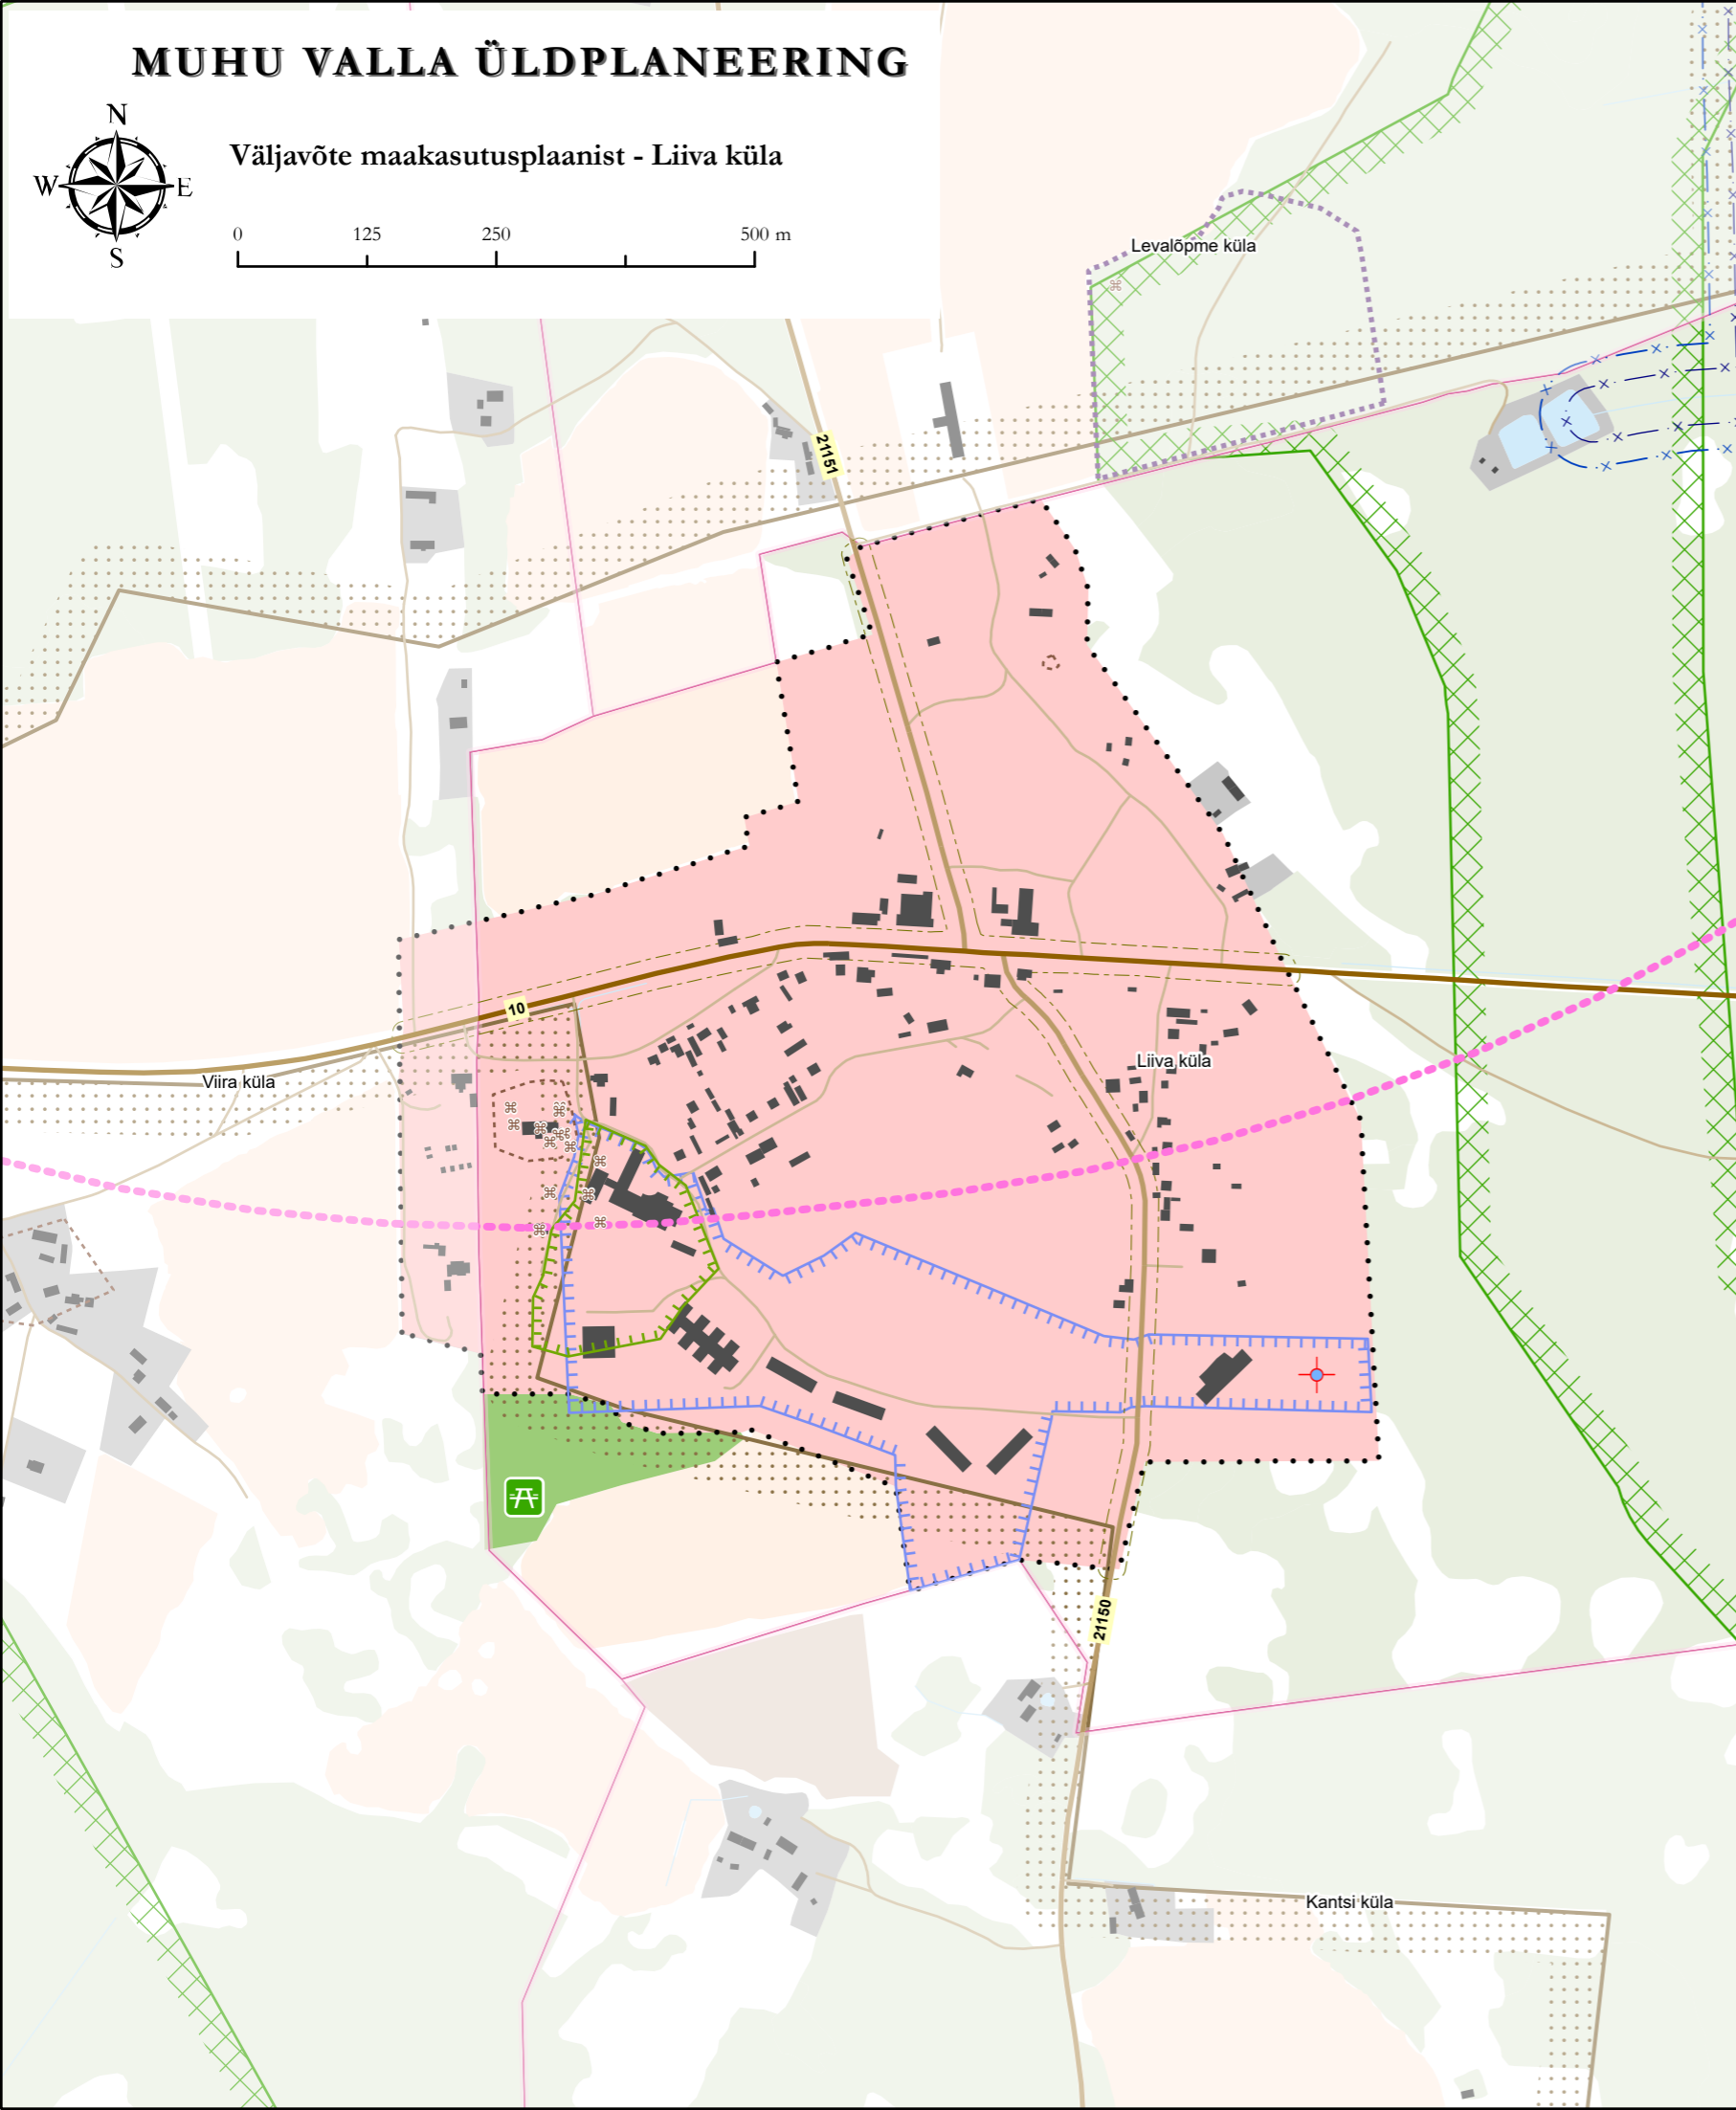 MUHU VALLA ÜLDPLANEERING
N
W E
S
Väljavõte maakasutusplaanist - Liiva küla
0 125 250 500 m
Levalõpme küla
21151
10
Viira küla
Liiva küla
21150
Kantsi küla